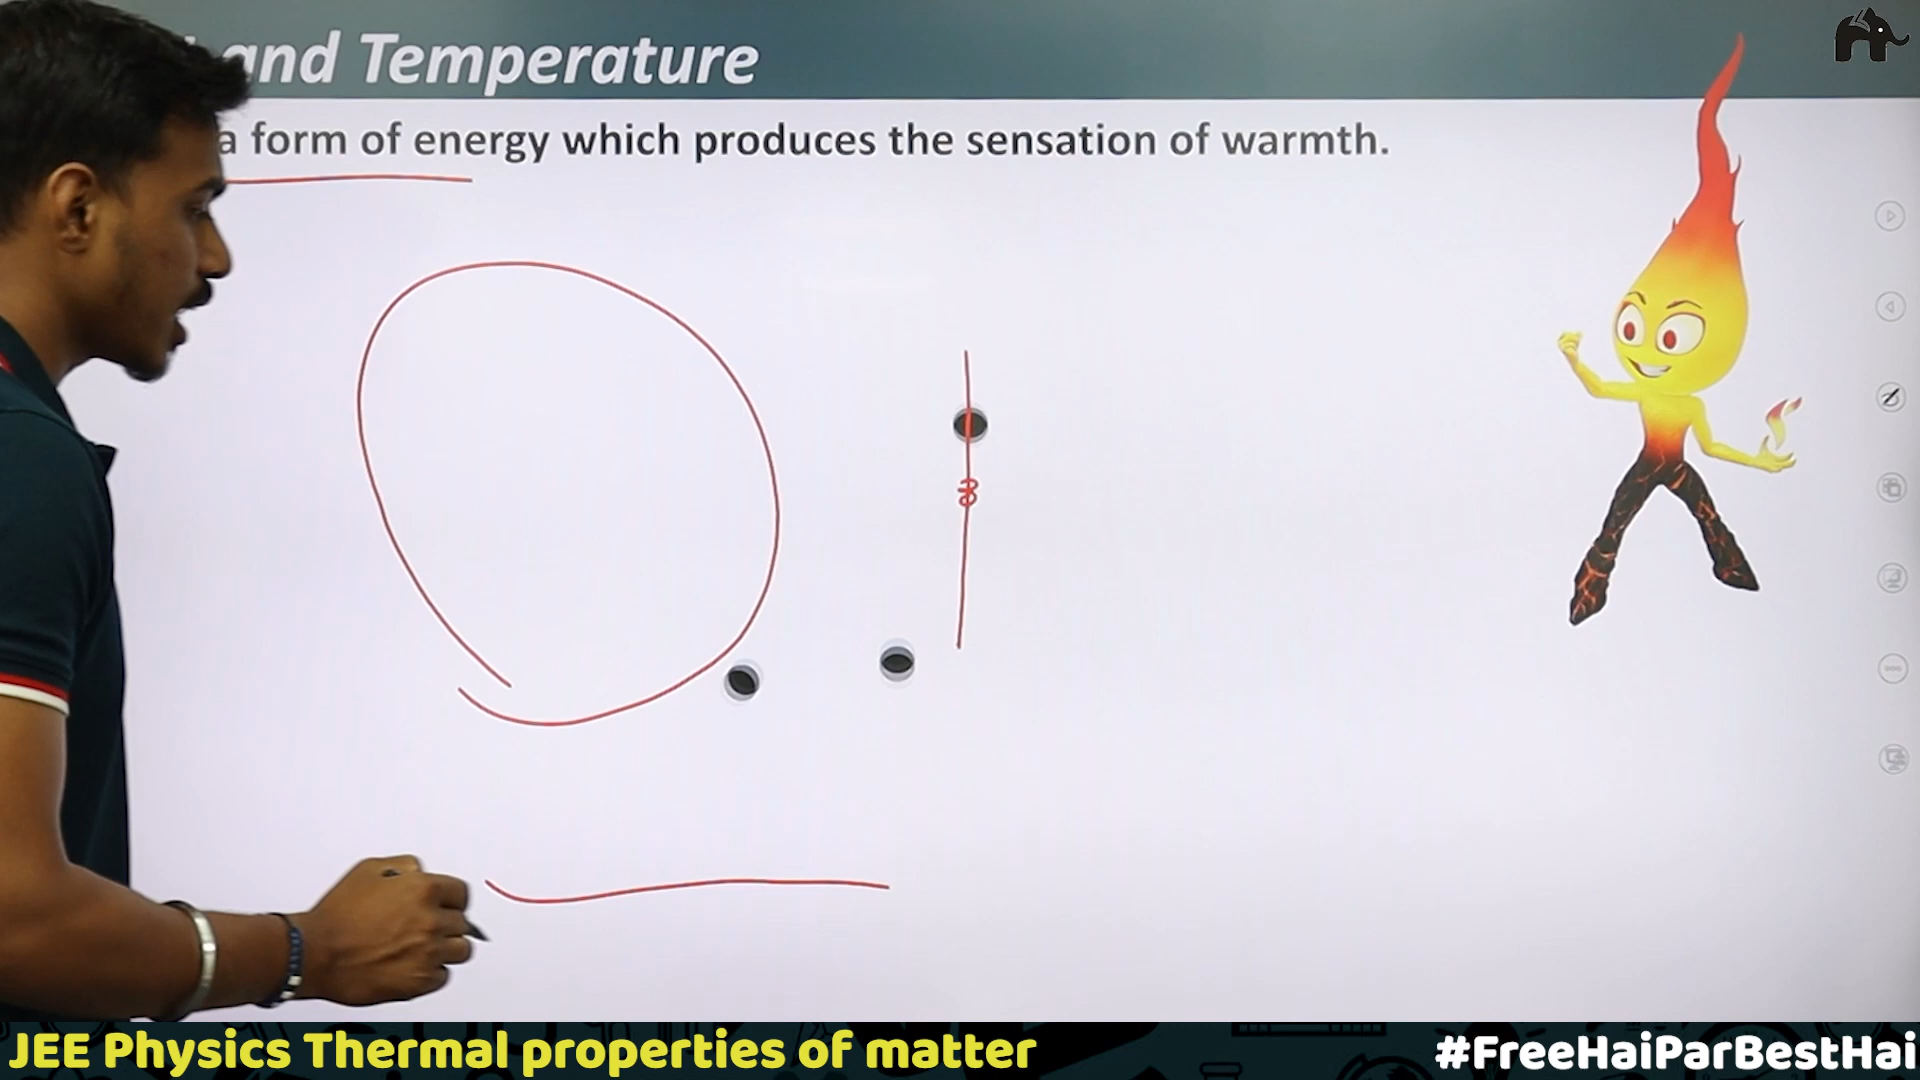 and Temperature
a form of energy which produces the sensation of warmth.
JEE Physics Thermal properties of matter
#FreeHaiParBestHai